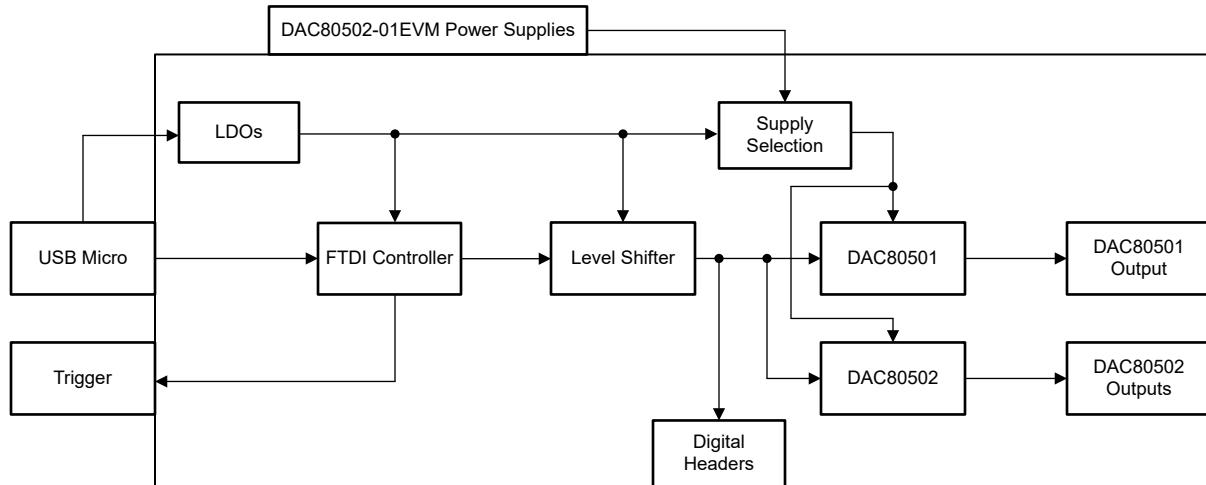 DAC80502-01EVM Power Supplies
LDOs
Supply
Selection
USB Micro
FTDI Controller
Level Shifter
DAC80501
DAC80501
Output
Trigger
DAC80502
DAC80502
Outputs
Digital
Headers